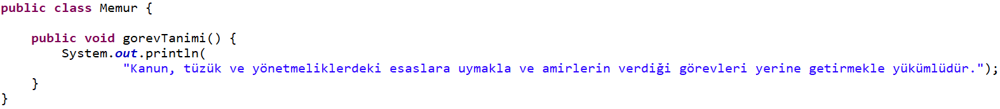 public class Memur {
public void gorevTanimi() {
System.out.println(
"Kanun, tüzük ve yönetmeliklerdeki esaslara uymakla ve amirlerin verdiği görevleri yerine getirmekle yükümlüdür.");
}
}